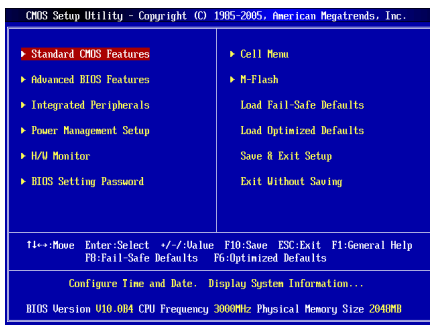 CMOS Setup Utility - Copyright (C) 1985-2005, American Megatrends, Inc.
▶ Standard CMOS Features
▶ Advanced BIOS Features
▶ Integrated Peripherals
▶ Power Management Setup
▶ H/W Monitor
▶ BIOS Setting Password
▶ Cell Menu
▶ M-Flash
Load Fail-Safe Defaults
Load Optimized Defaults
Save & Exit Setup
Exit Without Saving
↑↓←→:Move Enter:Select +/-/:Value F10:Save ESC:Exit F1:General Help
F8:Fail-Safe Defaults F6:Optimized Defaults
Configure Time and Date. Display System Information...
BIOS Version V10.0B4 CPU Frequency 3000MHz Physical Memory Size 2048MB